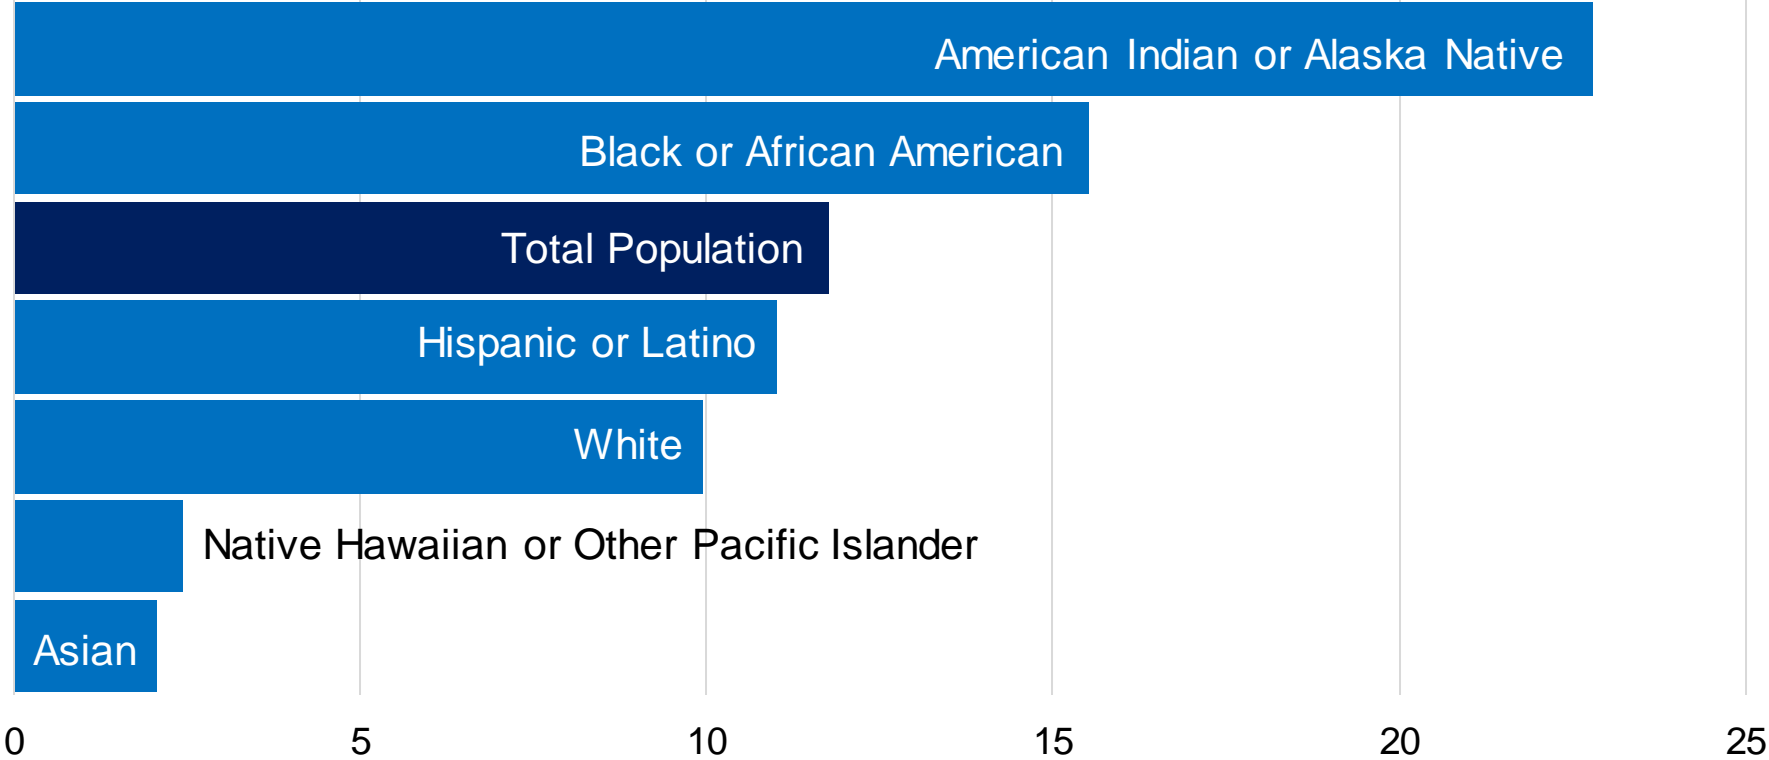 American Indian or Alaska Native
Black or African American
Total Population
Hispanic or Latino
White
Native Hawaiian or Other Pacific Islander
Asian
0 5 10 15 20 25